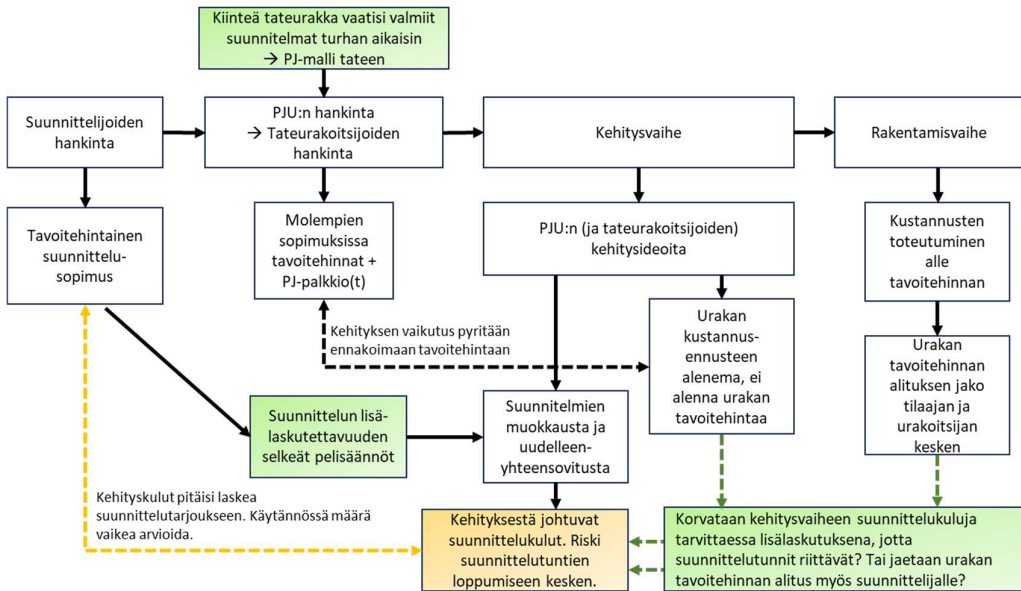 Kiinteä tateurakka vaatisi valmiit
suunnitelmat turhan aikaisin
→ PJ-malli tateen
Suunnittelijoiden
hankinta
PJU:n hankinta
→ Tateurakoitsijoiden
hankinta
Kehitysvaihe
Rakentamisvaihe
Tavoitehintainen
suunnittelu-
sopimus
Molempien
sopimuksissa
tavoitehinnat +
PJ-palkkio(t)
PJU:n (ja tateurakoitsijoiden)
kehitysideoita
Kustannusten
toteutuminen
alle
tavoitehinnan
Kehityksen vaikutus pyritään
ennakoimaan tavoitehintaan
Urakan
kustannus-
ennusteen
alenema, ei
alenna urakan
tavoitehintaa
Urakan
tavoitehinnan
alituksen jako
tilaajan ja
urakoitsijan
kesken
Suunnittelun lisä-
laskutettavuuden
selkeät pelisäännöt
Suunnitelmien
muokkausta ja
uudelleen-
yhteensovitusta
Kehityskulut pitäisi laskea
suunnittelutarjoukseen. Käytännössä määrä
vaikea arvioida.
Kehityksestä johtuvat
suunnittelukulut. Riski
suunnittelutuntien
loppumiseen kesken.
Korvataan kehitysvaiheen suunnittelukuluja
tarvittaessa lisälaskutuksena, jotta
suunnittelutunnit riittävät? Tai jaetaan urakan
tavoitehinnan alitus myös suunnittelijalle?